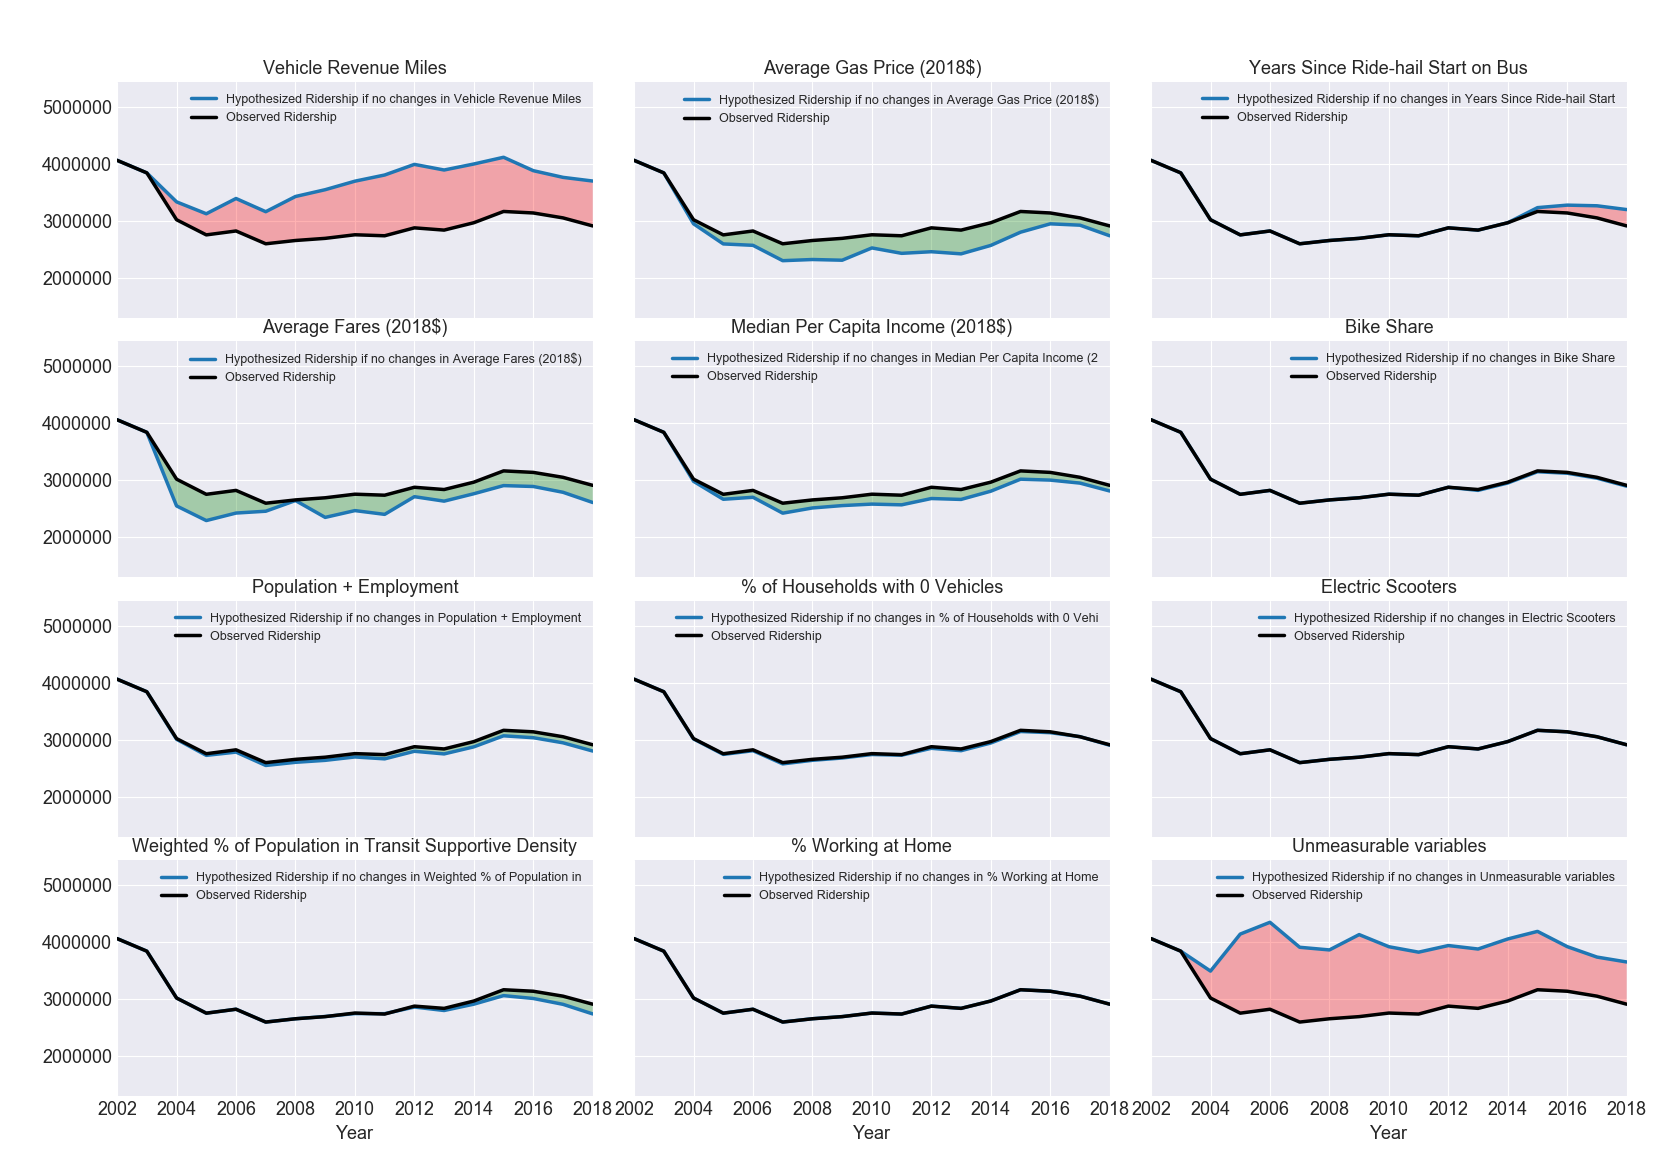 Vehicle Revenue Miles
Hypothesized Ridership if no changes in Vehicle Revenue Miles
Observed Ridership
5000000
4000000
3000000
2000000
Average Gas Price (2018$)
Hypothesized Ridership if no changes in Average Gas Price (2018$)
Observed Ridership
Years Since Ride-hail Start on Bus
Hypothesized Ridership if no changes in Years Since Ride-hail Start
Observed Ridership
Average Fares (2018$)
Hypothesized Ridership if no changes in Average Fares (2018$)
Observed Ridership
5000000
4000000
3000000
2000000
Median Per Capita Income (2018$)
Hypothesized Ridership if no changes in Median Per Capita Income (2
Observed Ridership
Bike Share
Hypothesized Ridership if no changes in Bike Share
Observed Ridership
Population + Employment
Hypothesized Ridership if no changes in Population + Employment
Observed Ridership
5000000
4000000
3000000
2000000
% of Households with 0 Vehicles
Hypothesized Ridership if no changes in % of Households with 0 Vehi
Observed Ridership
Electric Scooters
Hypothesized Ridership if no changes in Electric Scooters
Observed Ridership
Weighted % of Population in Transit Supportive Density
Hypothesized Ridership if no changes in Weighted % of Population in
Observed Ridership
5000000
4000000
3000000
2000000
2002 2004 2006 2008 2010 2012 2014 2016 2018
Year
% Working at Home
Hypothesized Ridership if no changes in % Working at Home
Observed Ridership
2002 2004 2006 2008 2010 2012 2014 2016 2018
Year
Unmeasurable variables
Hypothesized Ridership if no changes in Unmeasurable variables
Observed Ridership
2002 2004 2006 2008 2010 2012 2014 2016 2018
Year